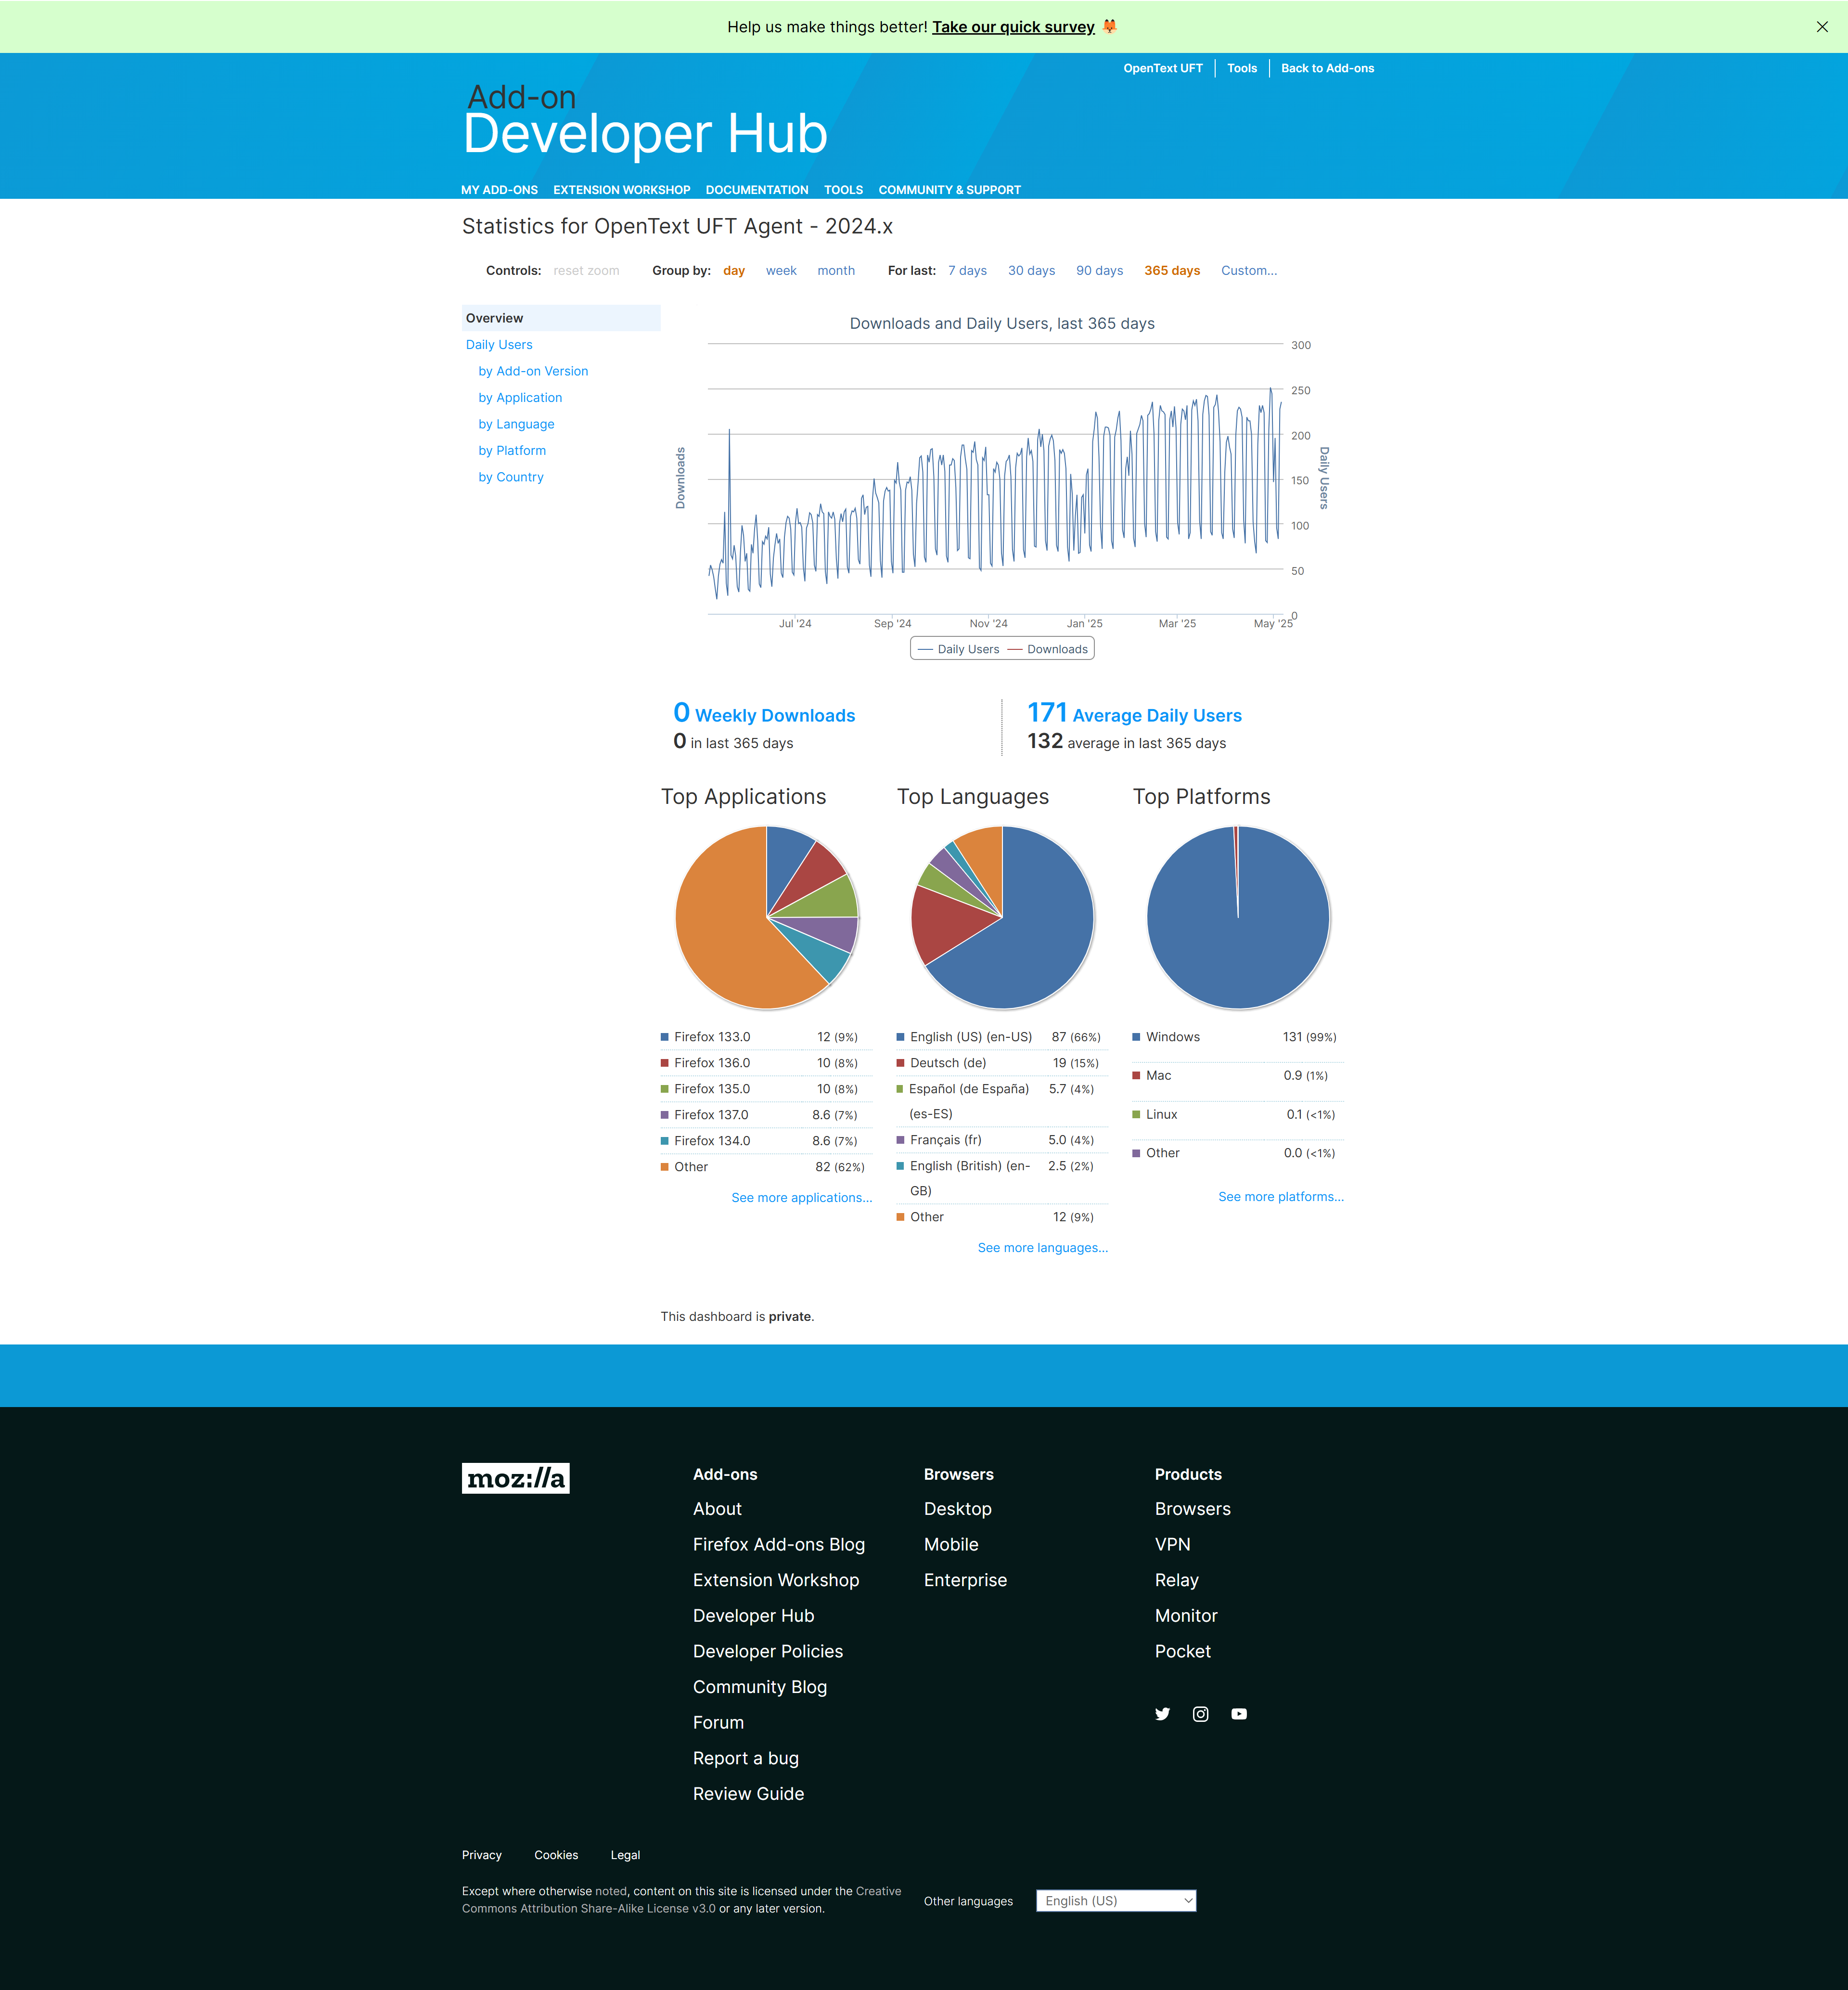 Help us make things better! Take our quick survey
OpenText UFT Tools Back to Add-ons
Add-on
Developer Hub
MY ADD-ONS EXTENSION WORKSHOP DOCUMENTATION TOOLS COMMUNITY & SUPPORT
Statistics for OpenText UFT Agent - 2024.x
Controls: reset zoom Group by: day week month For last: 7 days 30 days 90 days 365 days Custom...
Overview
Daily Users
by Add-on Version
by Application
by Language
by Platform
by Country
Downloads and Daily Users, last 365 days
300
250
200
150
100
50
0
Downloads
Daily Users
Jul '24 Sep '24 Nov '24 Jan '25 Mar '25 May '25
Daily Users Downloads
0 Weekly Downloads
0 in last 365 days
171 Average Daily Users
132 average in last 365 days
Top Applications
Firefox 133.0 12 (9%)
Firefox 136.0 10 (8%)
Firefox 135.0 10 (8%)
Firefox 137.0 8.6 (7%)
Firefox 134.0 8.6 (7%)
Other 82 (62%)
See more applications...
Top Languages
English (US) (en-US) 87 (66%)
Deutsch (de) 19 (15%)
Español (de España) 5.7 (4%)
(es-ES)
Français (fr) 5.0 (4%)
English (British) (en- 2.5 (2%)
GB)
Other 12 (9%)
See more languages...
Top Platforms
Windows 131 (99%)
Mac 0.9 (1%)
Linux 0.1 (<1%)
Other 0.0 (<1%)
See more platforms...
This dashboard is private.
moz://a
Add-ons
About
Firefox Add-ons Blog
Extension Workshop
Developer Hub
Developer Policies
Community Blog
Forum
Report a bug
Review Guide
Browsers
Desktop
Mobile
Enterprise
Products
Browsers
VPN
Relay
Monitor
Pocket
Privacy Cookies Legal
Except where otherwise noted, content on this site is licensed under the Creative
Commons Attribution Share-Alike License v3.0 or any later version.
Other languages English (US)